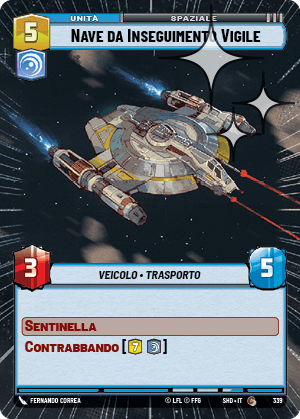 5
UNITÀ
SPAZIALE
NAVE DA INSEGUIMENTO VIGILE
3
VEICOLO • TRASPORTO
5
SENTINELLA
CONTRABBANDO [7]
FERNANDO CORREA
© LFL © FFG
SHD • IT
339